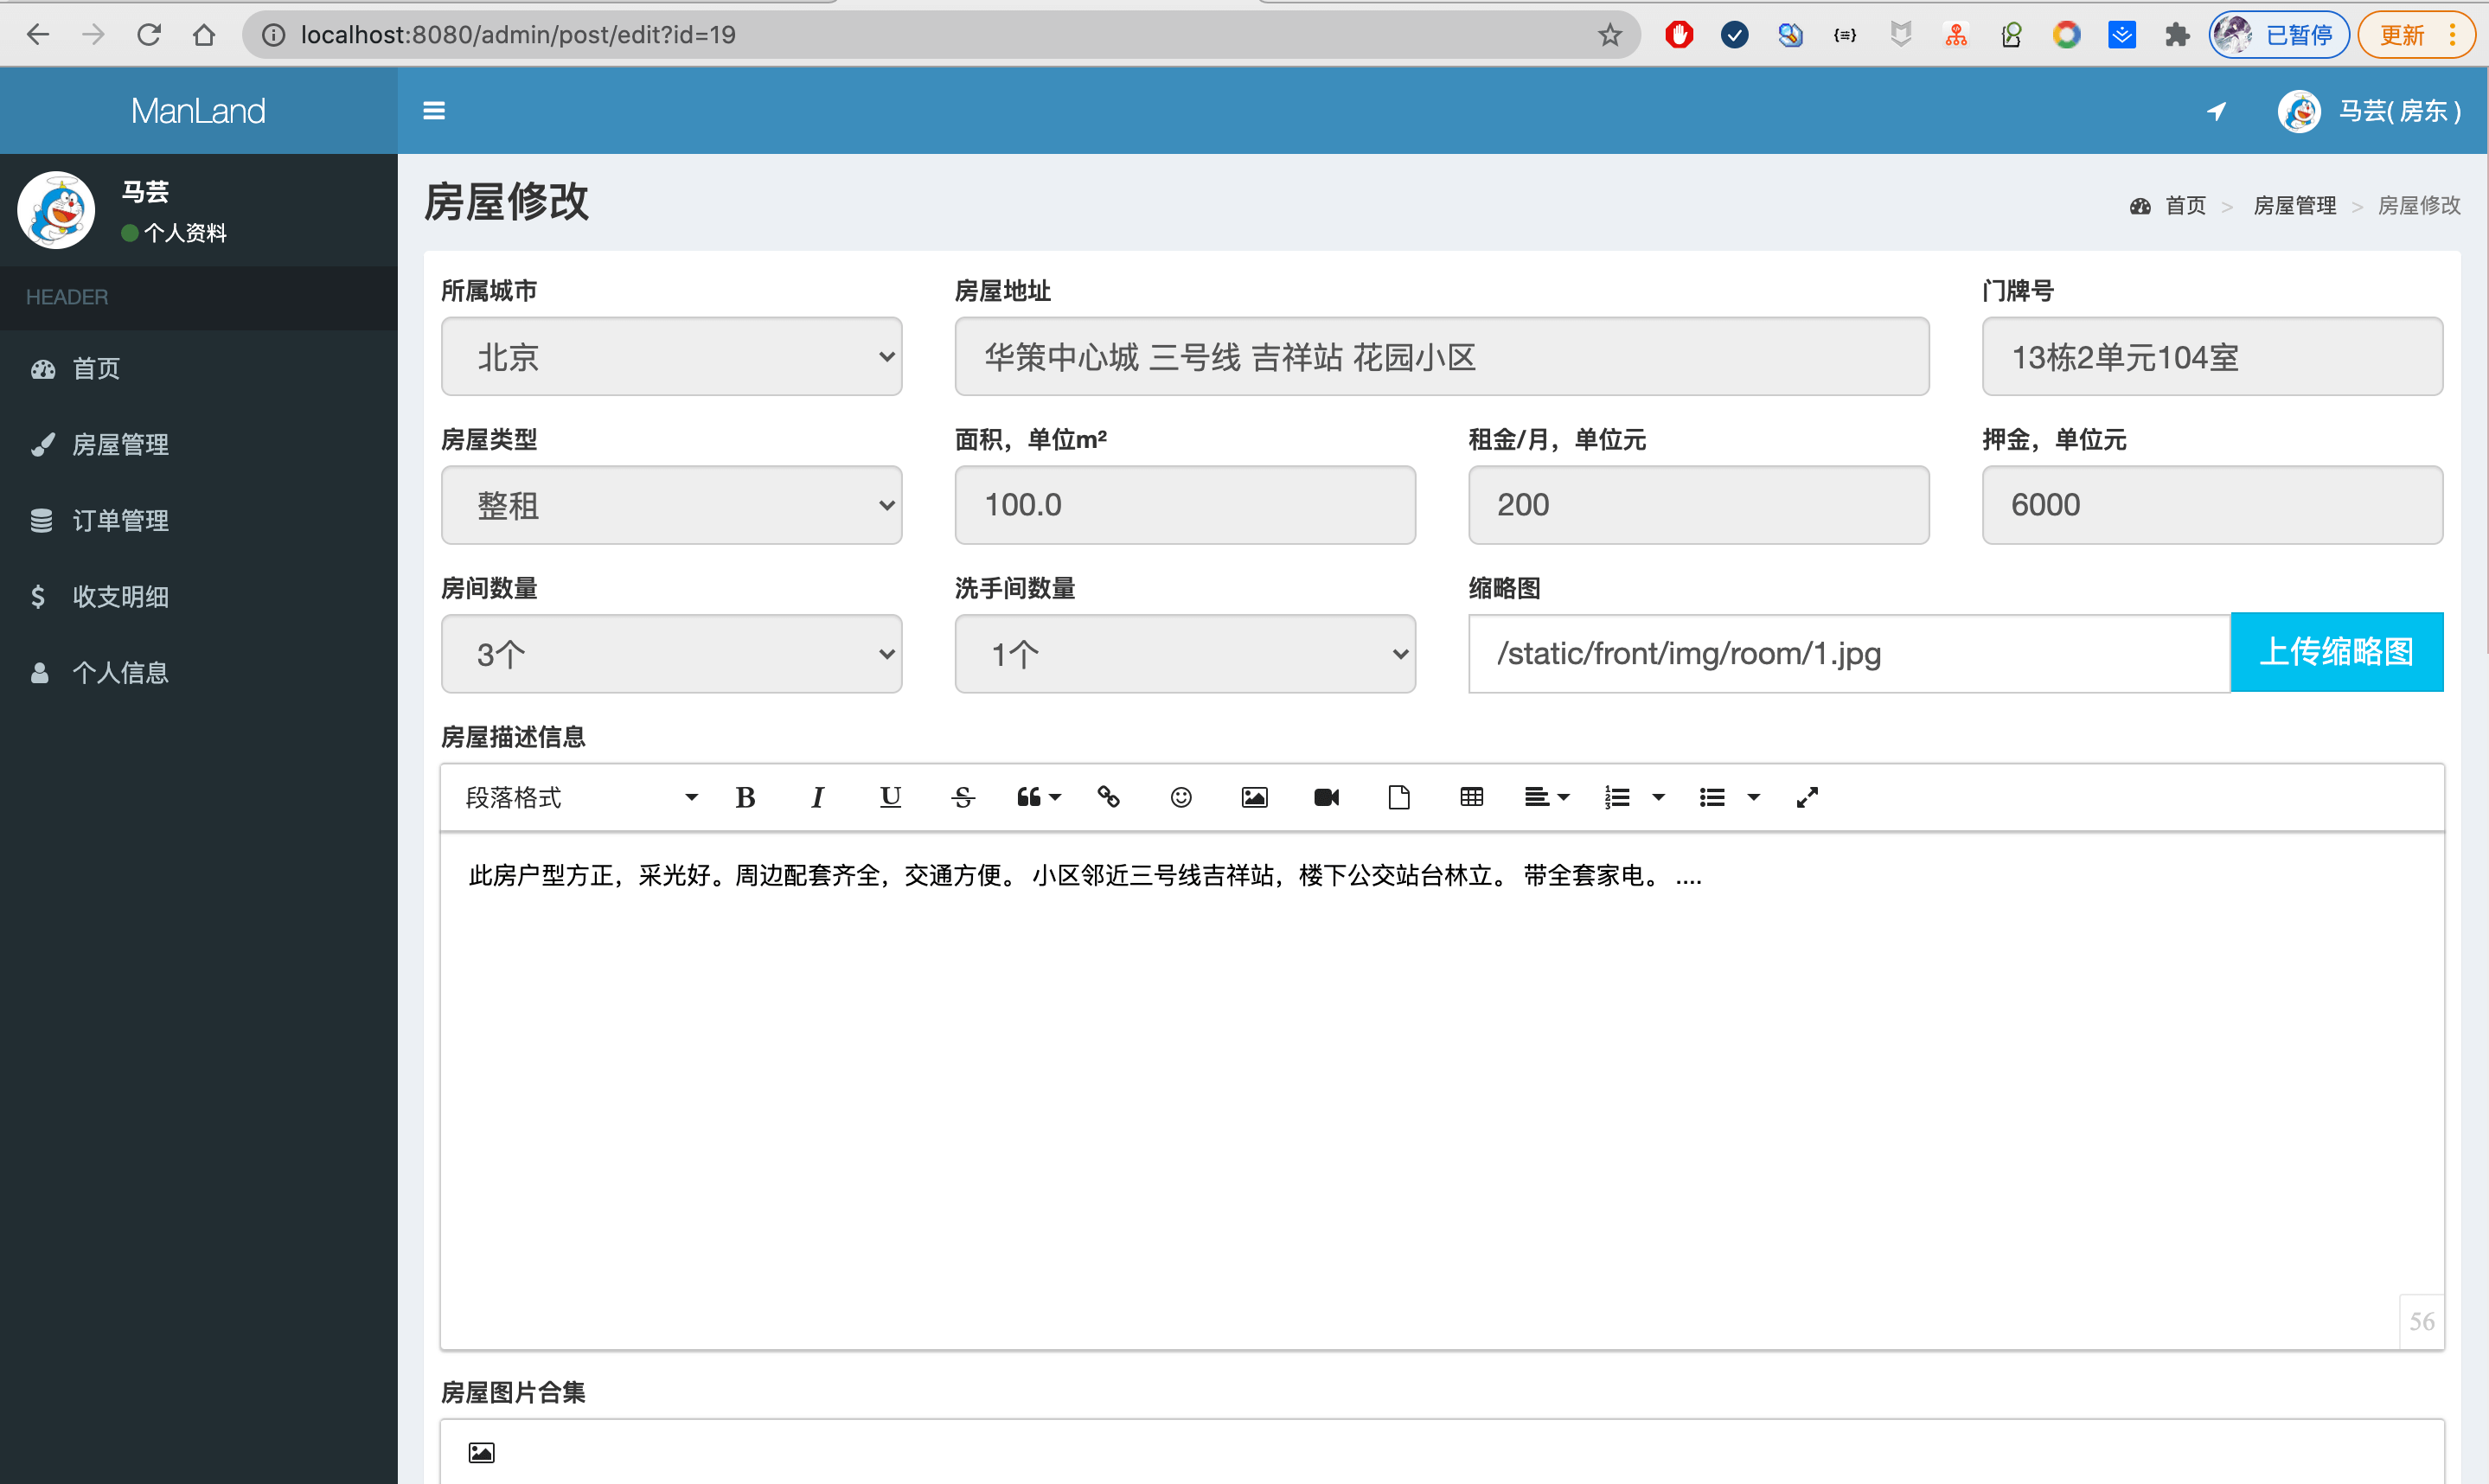 localhost:8080/admin/post/edit?id=19
已暂停
更新
ManLand
马芸( 房东 )
马芸
个人资料
HEADER
首页
房屋管理
订单管理
收支明细
个人信息
房屋修改
首页 > 房屋管理 > 房屋修改
所属城市 房屋地址 门牌号
北京 华策中心城 三号线 吉祥站 花园小区 13栋2单元104室
房屋类型 面积，单位m² 租金/月，单位元 押金，单位元
整租 100.0 200 6000
房间数量 洗手间数量 缩略图
3个 1个 /static/front/img/room/1.jpg 上传缩略图
房屋描述信息
段落格式 B I U S
此房户型方正，采光好。周边配套齐全，交通方便。 小区邻近三号线吉祥站，楼下公交站台林立。 带全套家电。 ....
56
房屋图片合集